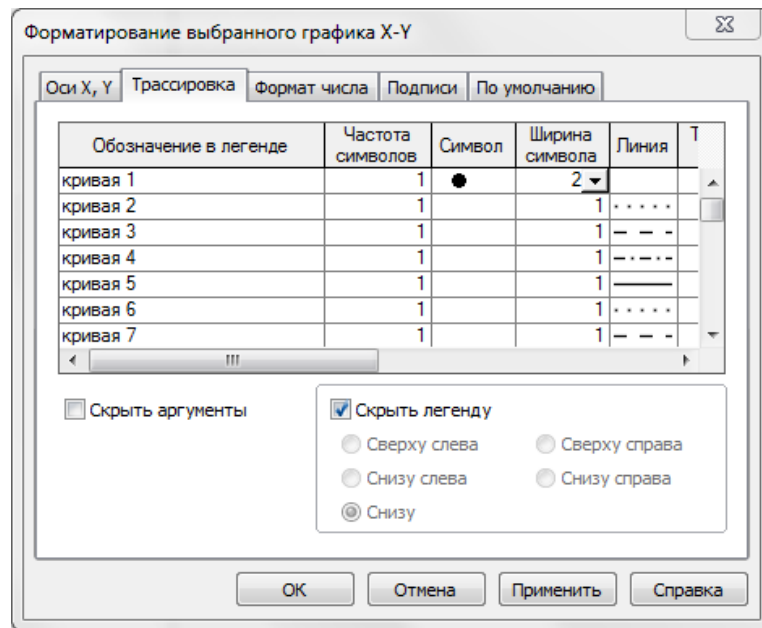 Форматирование выбранного графика X-Y
Оси X, Y Трассировка Формат числа Подписи По умолчанию
Обозначение в легенде Частота символов Символ Ширина символа Линия Т
кривая 1 1 2
кривая 2 1 1
кривая 3 1 1
кривая 4 1 1
кривая 5 1 1
кривая 6 1 1
кривая 7 1 1
Скрыть аргументы Скрыть легенду
Сверху слева Сверху справа
Снизу слева Снизу справа
Снизу
ОК Отмена Применить Справка